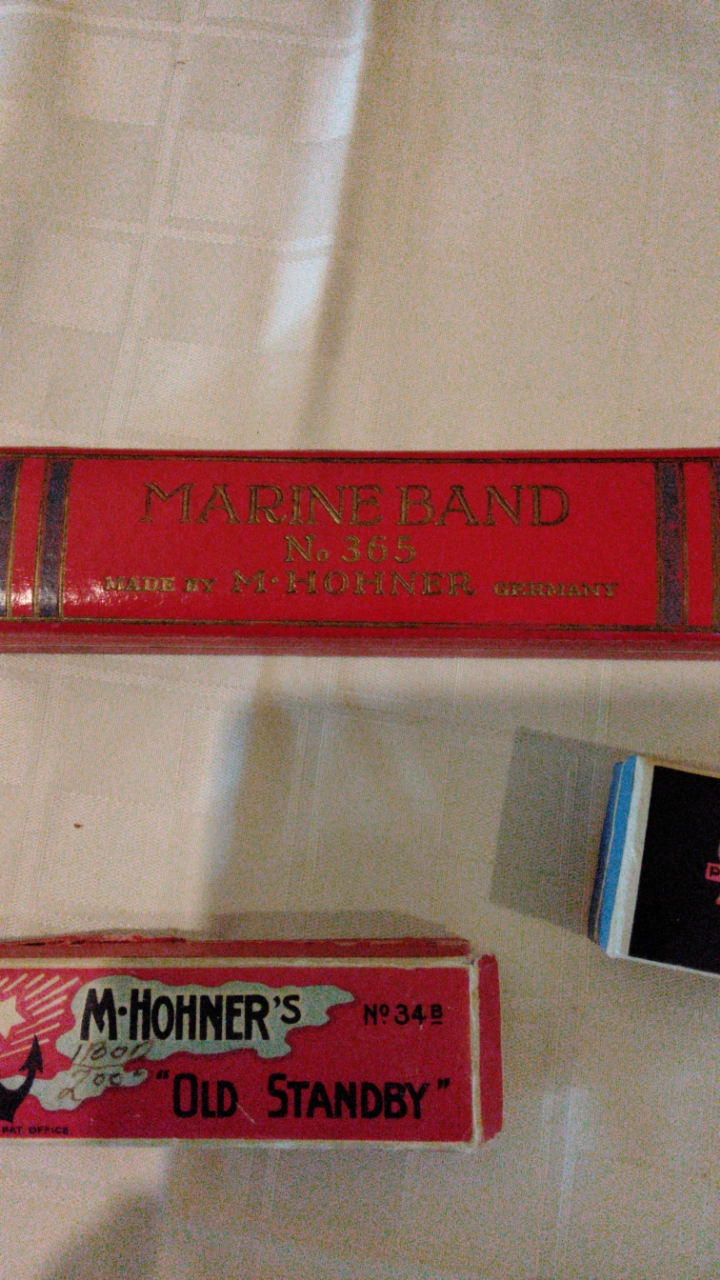 MARINE BAND
No 365
MADE BY M·HOHNER GERMANY
M·HOHNER'S
Nº 34B
"OLD STANDBY"
PAT. OFFICE